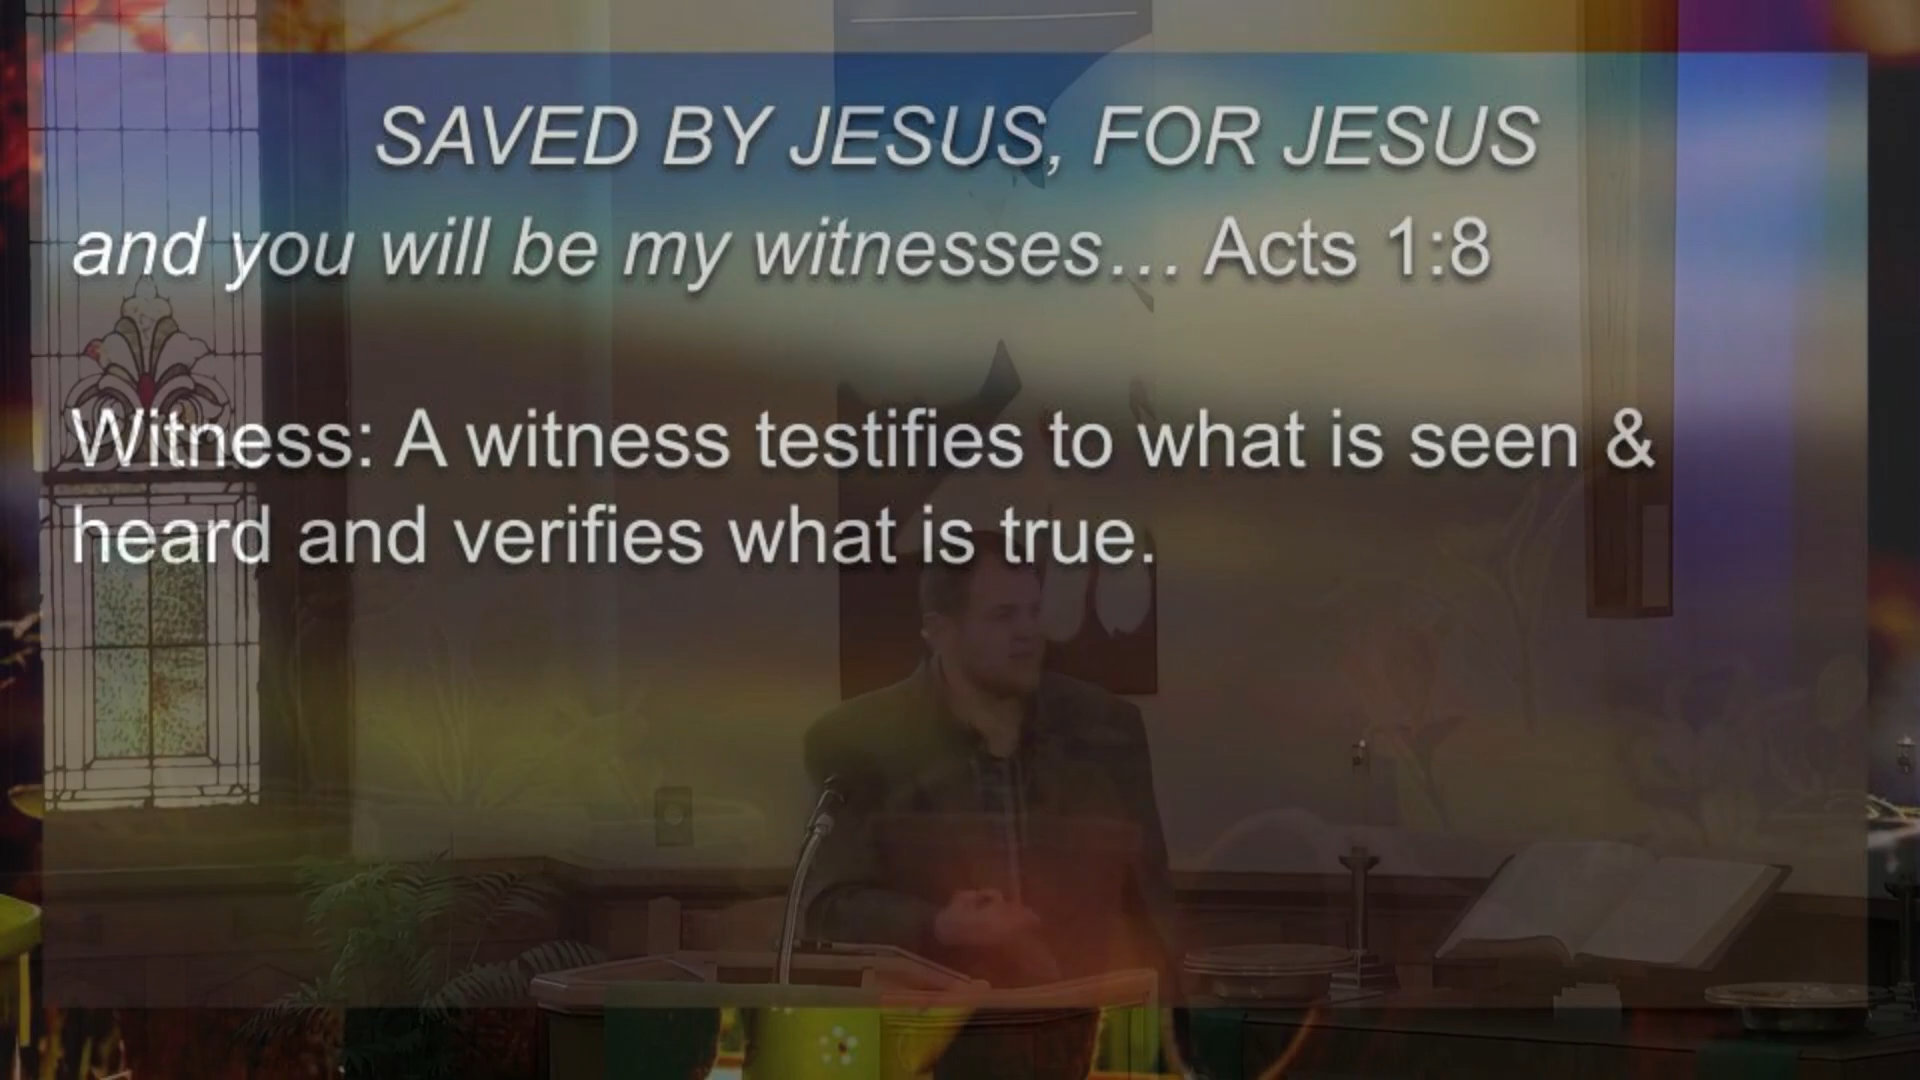 SAVED BY JESUS, FOR JESUS
and you will be my witnesses… Acts 1:8
Witness: A witness testifies to what is seen &
heard and verifies what is true.